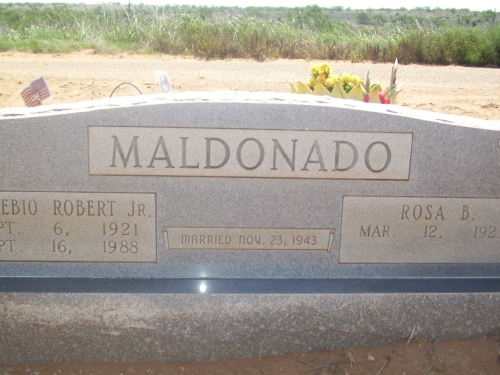 MALDONADO
EBIO ROBERT JR.
PT. 6, 1921
PT. 16, 1988
MARRIED NOV. 23, 1943
ROSA B.
MAR. 12, 192